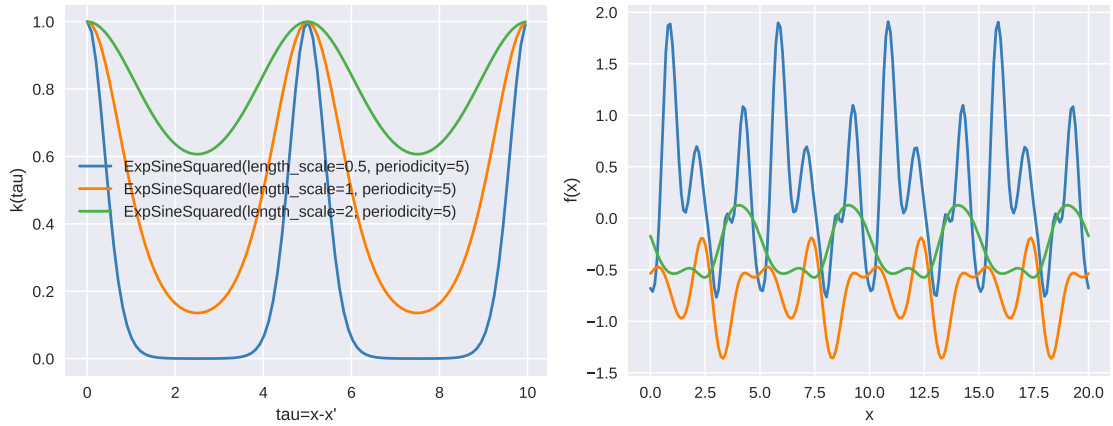 1.0
0.8
0.6
0.4
0.2
0.0
k(tau)
ExpSineSquared(length_scale=0.5, periodicity=5)
ExpSineSquared(length_scale=1, periodicity=5)
ExpSineSquared(length_scale=2, periodicity=5)
0 2 4 6 8 10
tau=x-x'
2.0
1.5
1.0
0.5
0.0
−0.5
−1.0
−1.5
f(x)
0.0 2.5 5.0 7.5 10.0 12.5 15.0 17.5 20.0
x